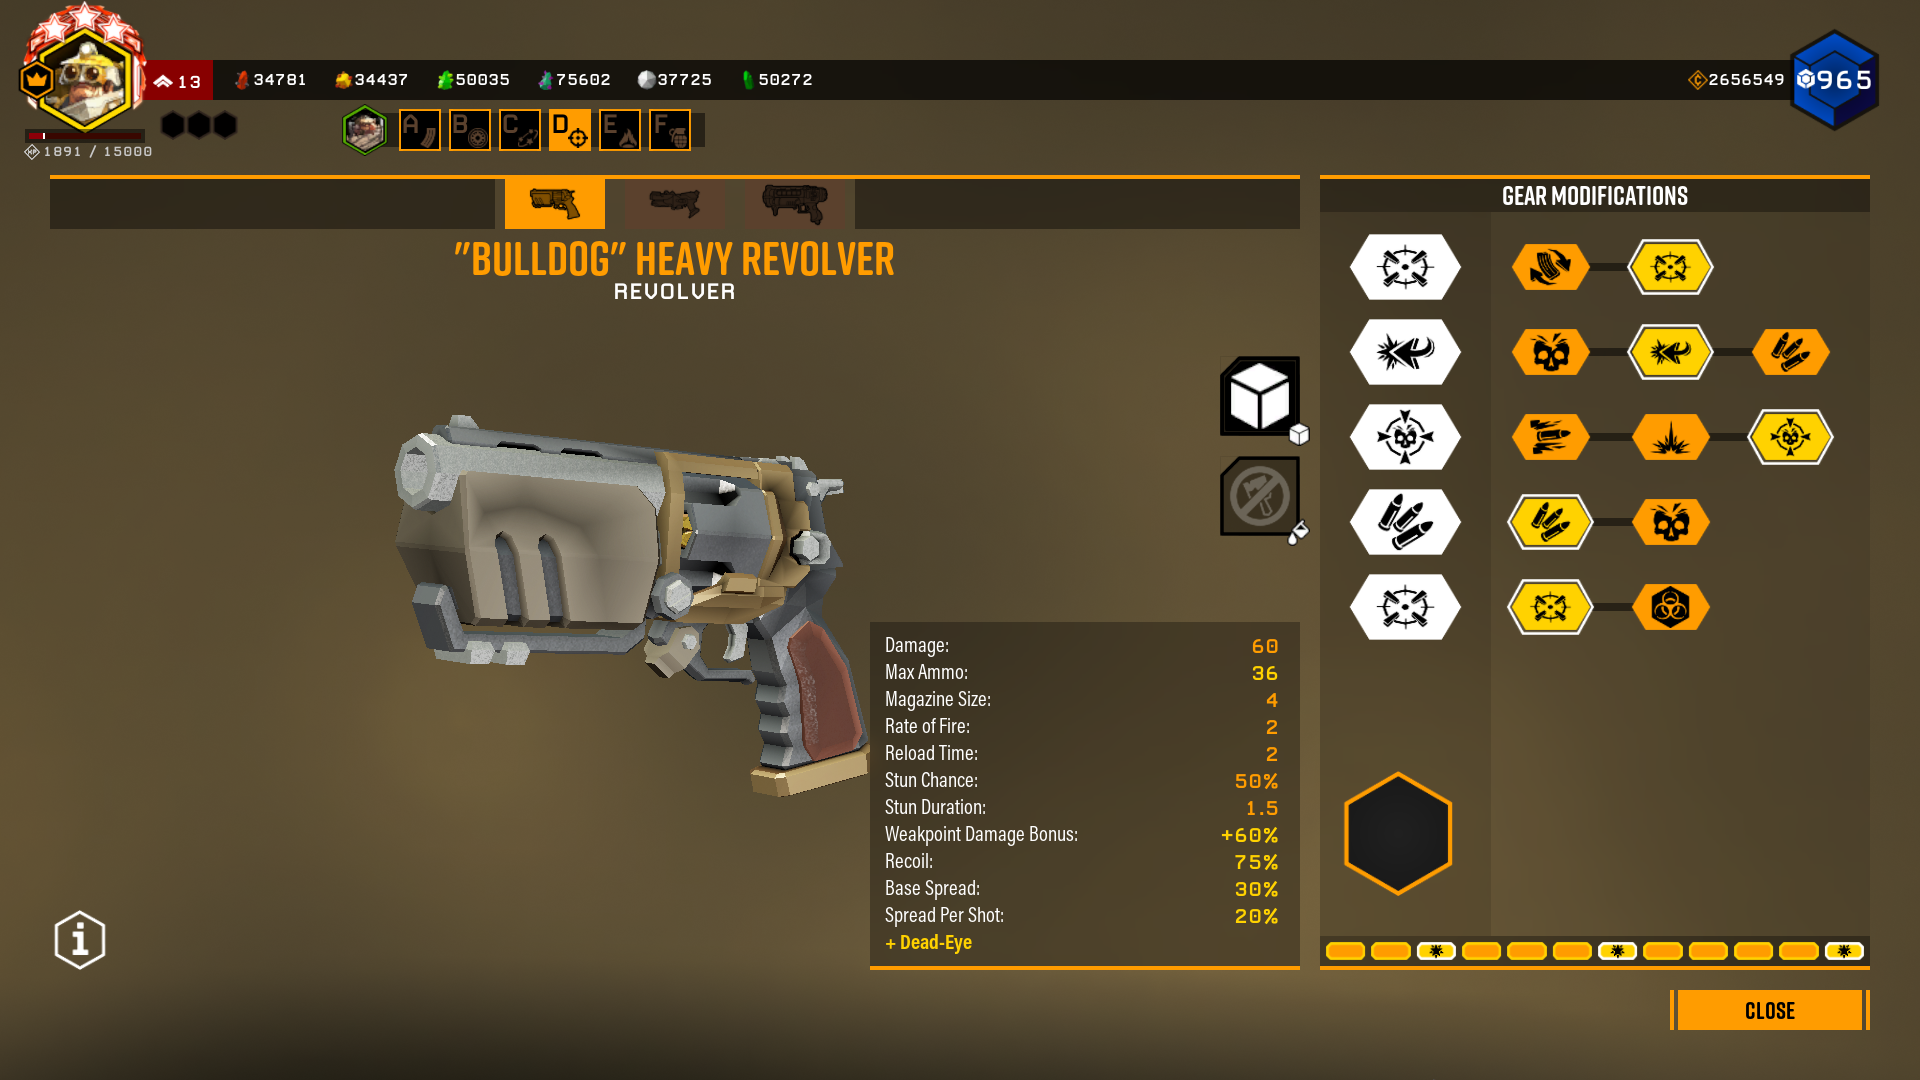 13
34781
34437
50035
75602
37725
50272
2656549
965
1891 / 15000
A
B
C
D
E
F
GEAR MODIFICATIONS
"BULLDOG" HEAVY REVOLVER
REVOLVER
Damage: 60
Max Ammo: 36
Magazine Size: 4
Rate of Fire: 2
Reload Time: 2
Stun Chance: 50%
Stun Duration: 1.5
Weakpoint Damage Bonus: +60%
Recoil: 75%
Base Spread: 30%
Spread Per Shot: 20%
+ Dead-Eye
CLOSE